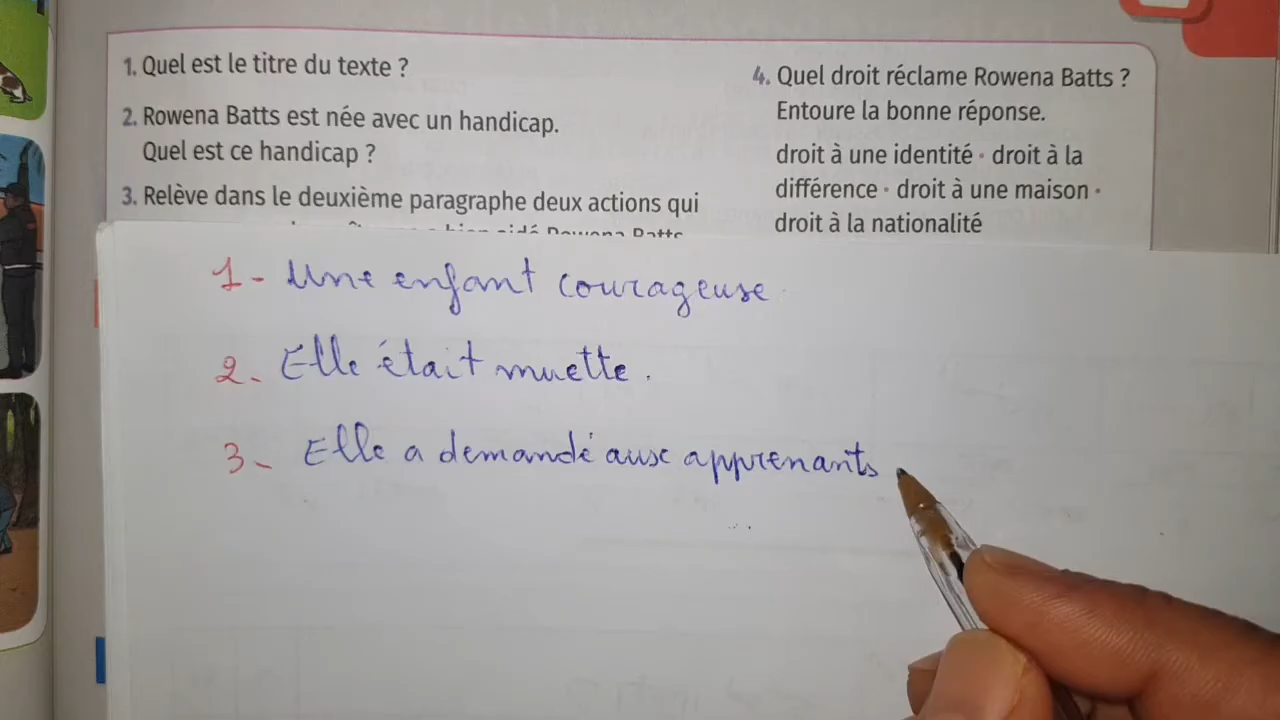 1. Quel est le titre du texte ?
2. Rowena Batts est née avec un handicap.
Quel est ce handicap ?
3. Relève dans le deuxième paragraphe deux actions qui
aidé Rowena Batts
4. Quel droit réclame Rowena Batts ?
Entoure la bonne réponse.
droit à une identité · droit à la
différence · droit à une maison ·
droit à la nationalité
1 - Une enfant courageuse
2 - Elle était muette.
3 - Elle a demandé aux apprenants